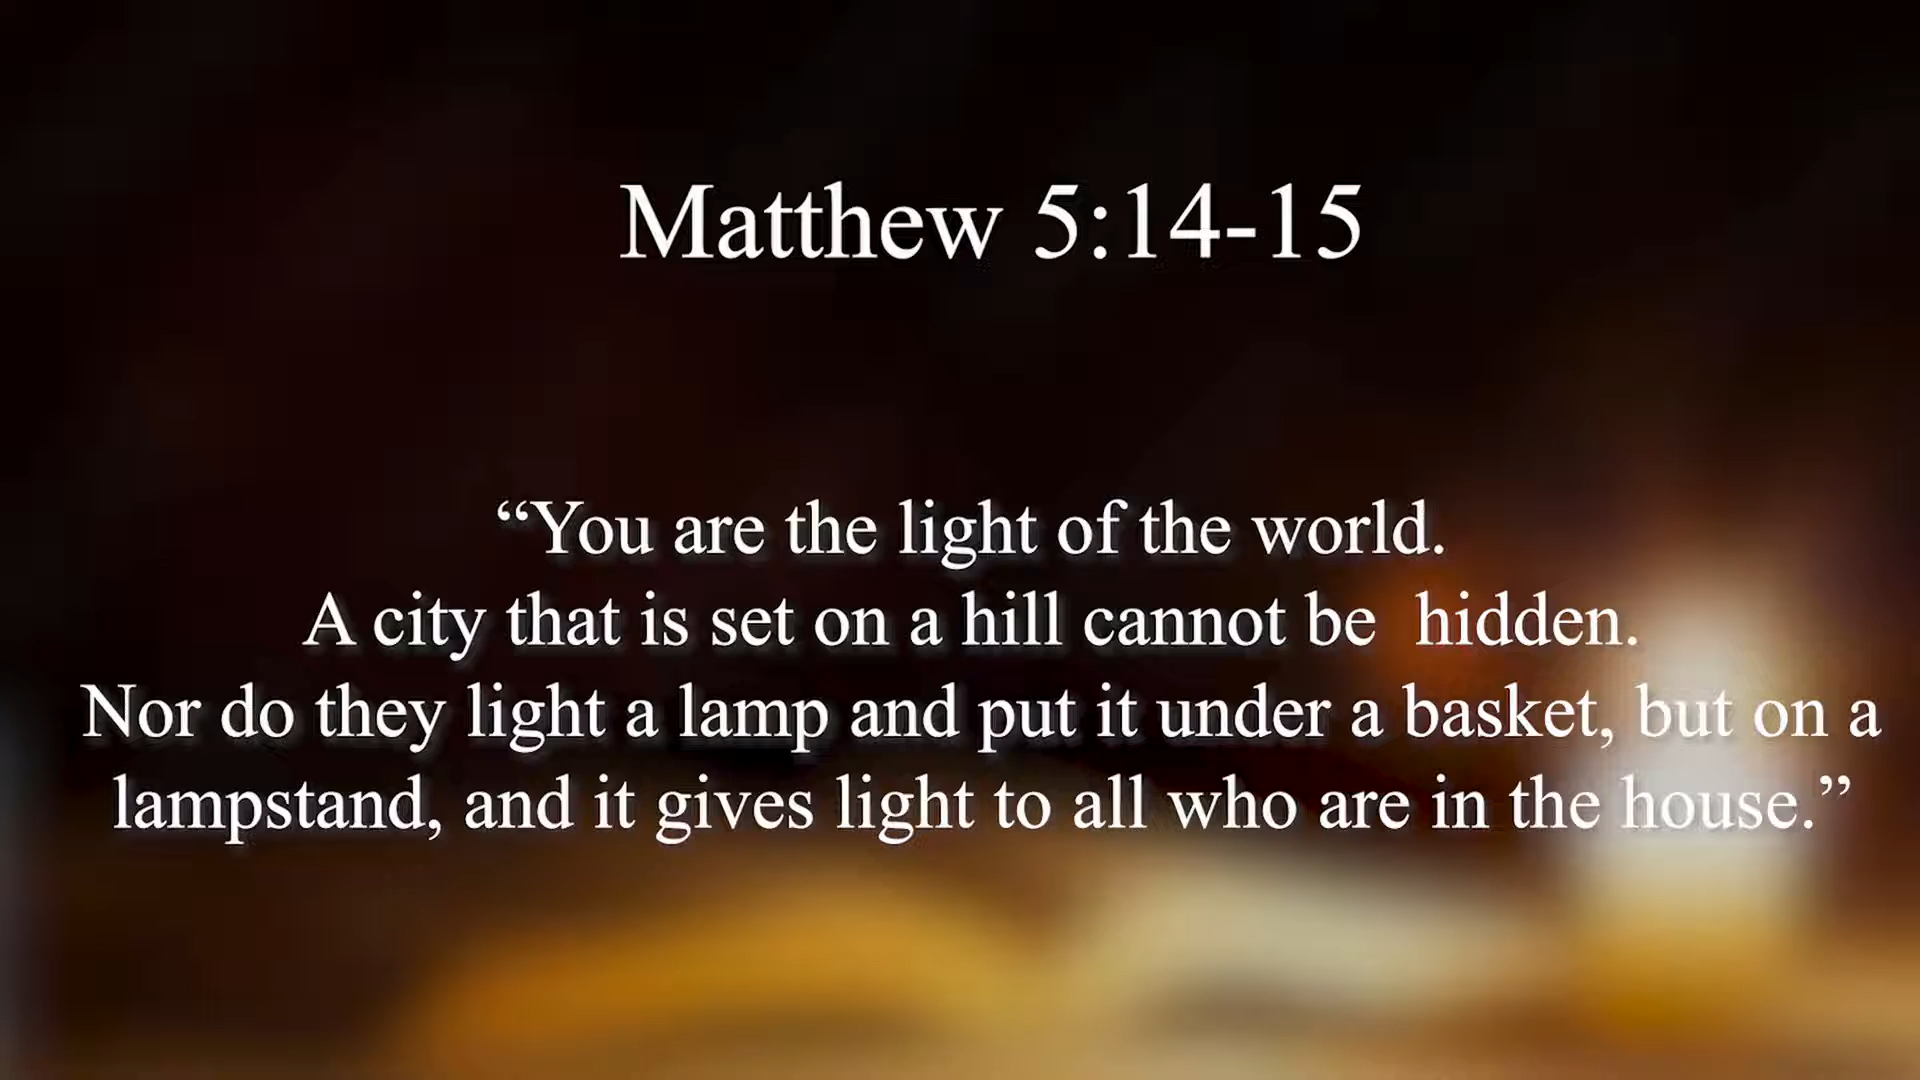 Matthew 5:14-15
“You are the light of the world.
A city that is set on a hill cannot be  hidden.
Nor do they light a lamp and put it under a basket, but on a
lampstand, and it gives light to all who are in the house.”